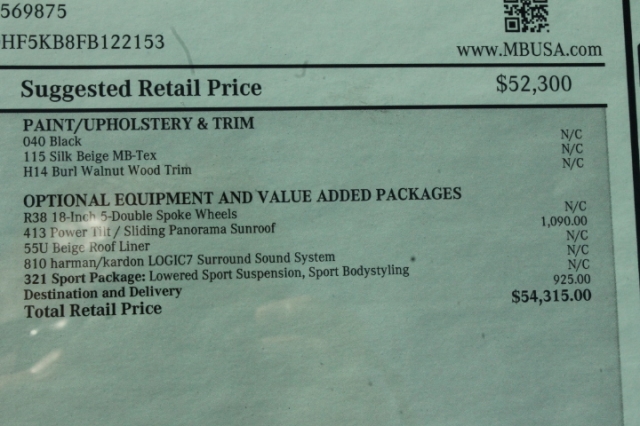 569875
HF5KB8FB122153
www.MBUSA.com
Suggested Retail Price $52,300
PAINT/UPHOLSTERY & TRIM
040 Black N/C
115 Silk Beige MB-Tex N/C
H14 Burl Walnut Wood Trim N/C
OPTIONAL EQUIPMENT AND VALUE ADDED PACKAGES
R38 18-Inch 5-Double Spoke Wheels N/C
413 Power Tilt / Sliding Panorama Sunroof 1,090.00
55U Beige Roof Liner N/C
810 harman/kardon LOGIC7 Surround Sound System N/C
321 Sport Package: Lowered Sport Suspension, Sport Bodystyling N/C
Destination and Delivery 925.00
Total Retail Price $54,315.00